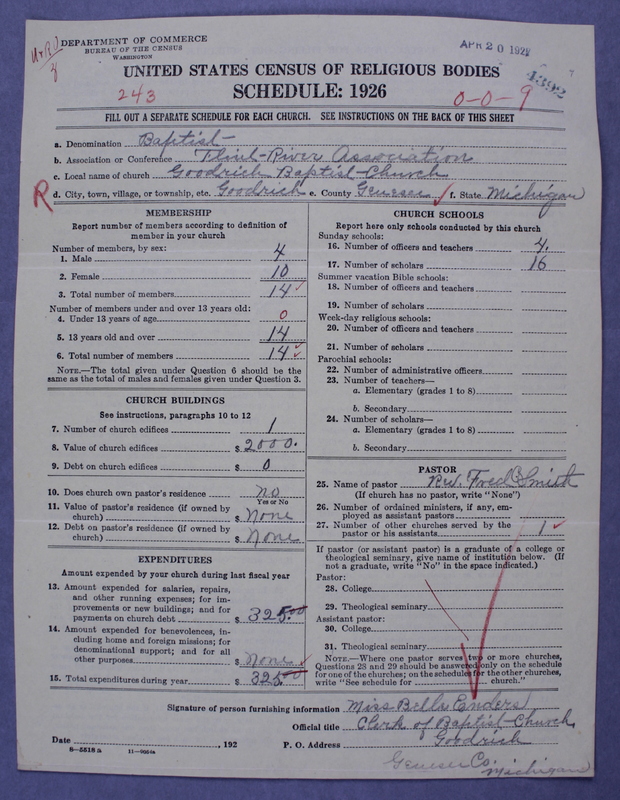 DEPARTMENT OF COMMERCE
BUREAU OF THE CENSUS
WASHINGTON
APR 20 192
4392
UNITED STATES CENSUS OF RELIGIOUS BODIES
243
SCHEDULE: 1926
0-0-9
FILL OUT A SEPARATE SCHEDULE FOR EACH CHURCH. SEE INSTRUCTIONS ON THE BACK OF THIS SHEET
a. Denomination Baptist
b. Association or Conference Flint-River Association
c. Local name of church Goodrich Baptist-Church
R d. City, town, village, or township, etc. Goodrich e. County Genesee f. State Michigan
MEMBERSHIP
Report number of members according to definition of
member in your church
Number of members, by sex:
1. Male 4
2. Female 10
3. Total number of members 14
Number of members under and over 13 years old:
4. Under 13 years of age 0
5. 13 years old and over 14
6. Total number of members 14
NOTE.—The total given under Question 6 should be the
same as the total of males and females given under Question 3.
CHURCH BUILDINGS
See instructions, paragraphs 10 to 12
7. Number of church edifices 1
8. Value of church edifices $ 2000.
9. Debt on church edifices $ 0
10. Does church own pastor's residence no
Yes or No
11. Value of pastor's residence (if owned by
church) $ None
12. Debt on pastor's residence (if owned by
church) $ None
EXPENDITURES
Amount expended by your church during last fiscal year
13. Amount expended for salaries, repairs,
and other running expenses; for im-
provements or new buildings; and for
payments on church debt $ 325.00
14. Amount expended for benevolences, in-
cluding home and foreign missions; for
denominational support; and for all
other purposes $ None
15. Total expenditures during year $ 325.00
CHURCH SCHOOLS
Report here only schools conducted by this church
Sunday schools:
16. Number of officers and teachers 4.
17. Number of scholars 16
Summer vacation Bible schools:
18. Number of officers and teachers
19. Number of scholars
Week-day religious schools:
20. Number of officers and teachers
21. Number of scholars
Parochial schools:
22. Number of administrative officers
23. Number of teachers—
a. Elementary (grades 1 to 8)
b. Secondary
24. Number of scholars—
a. Elementary (grades 1 to 8)
b. Secondary
PASTOR
25. Name of pastor Rev. Fred Smith
(If church has no pastor, write "None")
26. Number of ordained ministers, if any, em-
ployed as assistant pastors
27. Number of other churches served by the
pastor or his assistants 1
If pastor (or assistant pastor) is a graduate of a college or
theological seminary, give name of institution below. (If
not a graduate, write "No" in the space indicated.)
Pastor:
28. College
29. Theological seminary
Assistant pastor:
30. College
31. Theological seminary
NOTE.—Where one pastor serves two or more churches,
Questions 28 and 29 should be answered only on the schedule
for one of the churches; on the schedules for the other churches,
write "See schedule for church."
Signature of person furnishing information Miss Bella Enders
Official title Clerk of Baptist-Church
Date , 192 P. O. Address Goodrich
8-5518 a
Genesee Co. Michigan